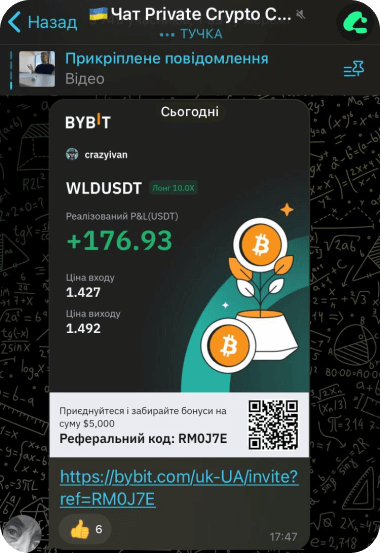 Назад
🇺🇦Чат Private Crypto C...
••• ТУЧКА
Прикріплене повідомлення
Відео
Сьогодні
BYBIT
crazyivan
WLDUSDT Лонг 10.0X
Реалізований P&L(USDT)
+176.93
Ціна входу
1.427
Ціна виходу
1.492
Приєднуйтеся і забирайте бонуси на
суму $5,000
Реферальний код: RM0J7E
https://bybit.com/uk-UA/invite?
ref=RM0J7E
👍 6
17:47